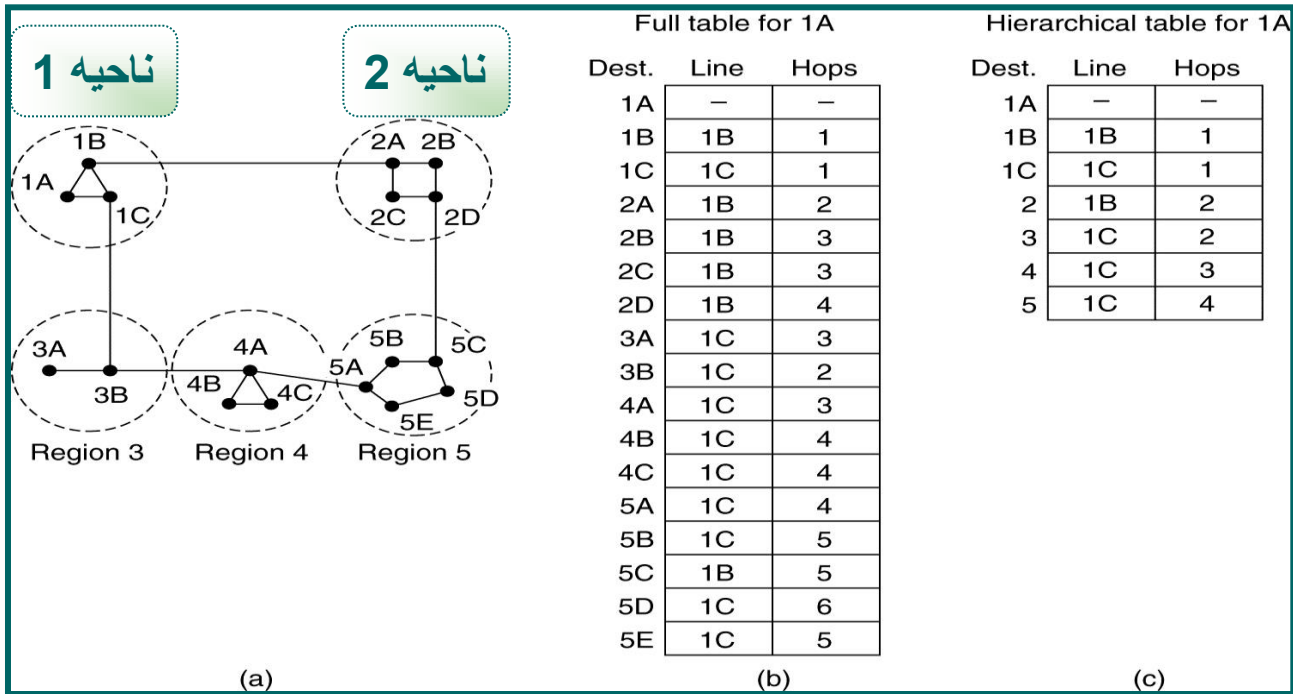 ناحیه 1
ناحیه 2
1B
2A 2B
1A
1C
2C
2D
3A
3B
4A
4B
4C
5A
5B
5C
5D
5E
Region 3
Region 4
Region 5
(a)
Full table for 1A
Dest. Line Hops
1A – –
1B 1B 1
1C 1C 1
2A 1B 2
2B 1B 3
2C 1B 3
2D 1B 4
3A 1C 3
3B 1C 2
4A 1C 3
4B 1C 4
4C 1C 4
5A 1C 4
5B 1C 5
5C 1B 5
5D 1C 6
5E 1C 5
(b)
Hierarchical table for 1A
Dest. Line Hops
1A – –
1B 1B 1
1C 1C 1
2 1B 2
3 1C 2
4 1C 3
5 1C 4
(c)